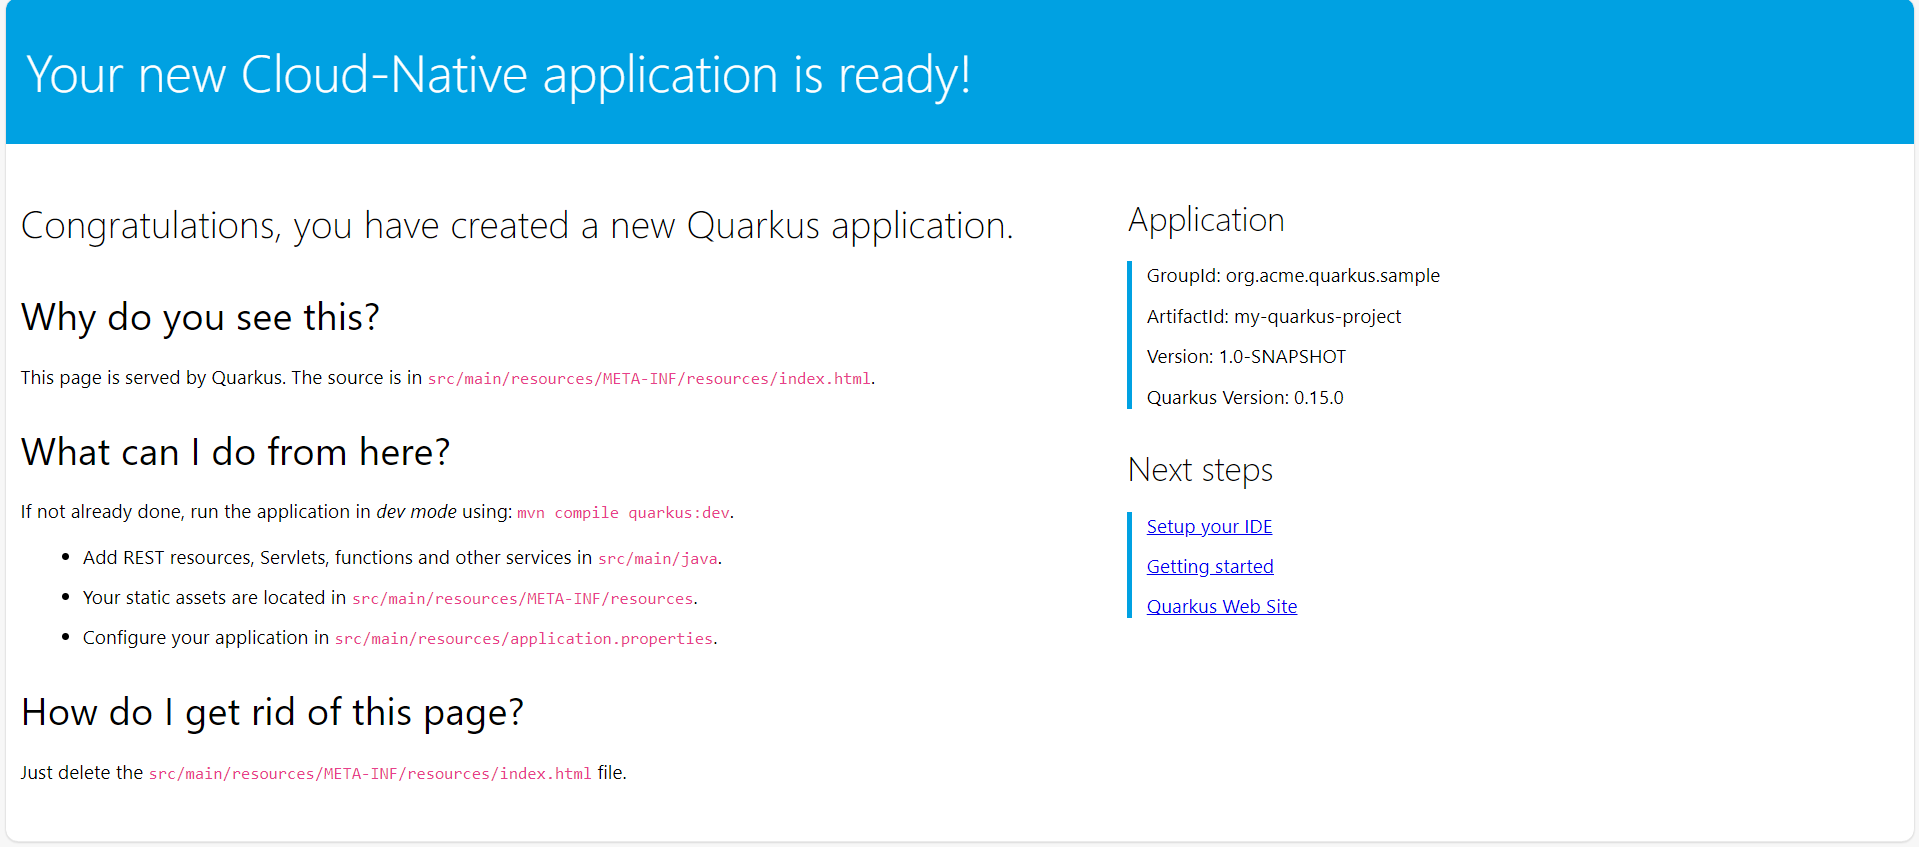 Your new Cloud-Native application is ready!
Congratulations, you have created a new Quarkus application.
Why do you see this?
This page is served by Quarkus. The source is in src/main/resources/META-INF/resources/index.html.
What can I do from here?
If not already done, run the application in dev mode using: mvn compile quarkus:dev.
• Add REST resources, Servlets, functions and other services in src/main/java.
• Your static assets are located in src/main/resources/META-INF/resources.
• Configure your application in src/main/resources/application.properties.
How do I get rid of this page?
Just delete the src/main/resources/META-INF/resources/index.html file.
Application
GroupId: org.acme.quarkus.sample
ArtifactId: my-quarkus-project
Version: 1.0-SNAPSHOT
Quarkus Version: 0.15.0
Next steps
Setup your IDE
Getting started
Quarkus Web Site